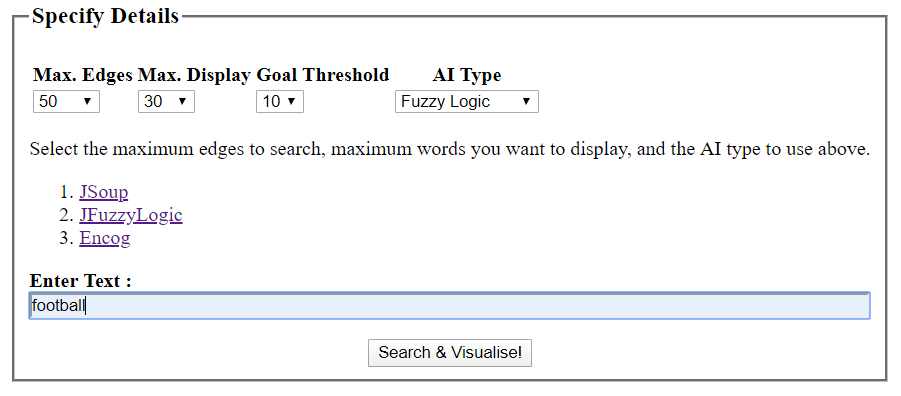 Specify Details
Max. Edges Max. Display Goal Threshold AI Type
50 30 10 Fuzzy Logic
Select the maximum edges to search, maximum words you want to display, and the AI type to use above.
1. JSoup
2. JFuzzyLogic
3. Encog
Enter Text :
football
Search & Visualise!